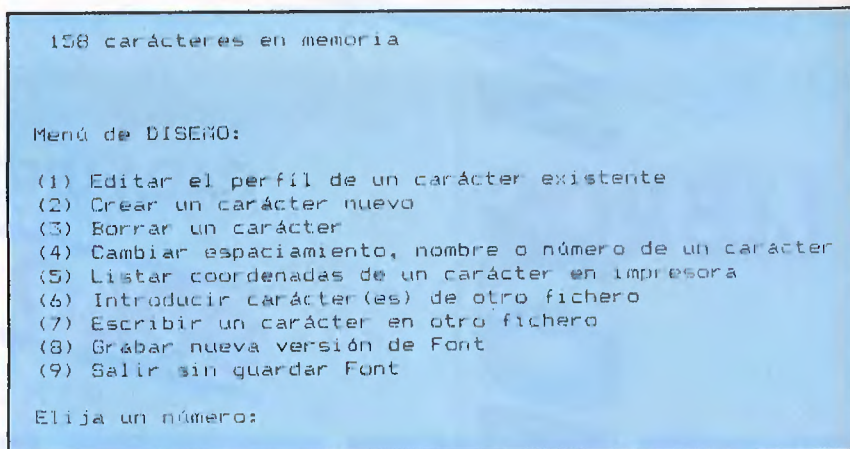 158 carácteres en memoria
Menú de DISEÑO:
(1) Editar el perfíl de un carácter existente
(2) Crear un carácter nuevo
(3) Borrar un carácter
(4) Cambiar espaciamiento, nombre o número de un carácter
(5) Listar coordenadas de un carácter en impresora
(6) Introducir carácter(es) de otro fichero
(7) Escribir un carácter en otro fichero
(8) Grabar nueva versión de Font
(9) Salir sin guardar Font
Elija un número: